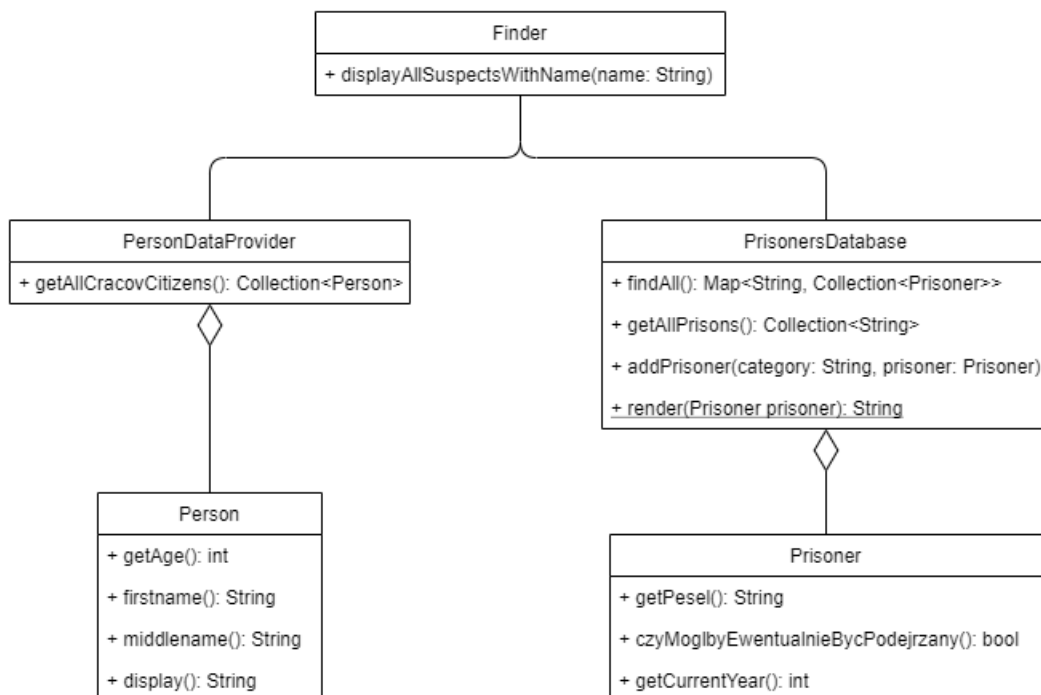 Finder
+ displayAllSuspectsWithName(name: String)
PersonDataProvider
+ getAllCracovCitizens(): Collection<Person>
PrisonersDatabase
+ findAll(): Map<String, Collection<Prisoner>>
+ getAllPrisons(): Collection<String>
+ addPrisoner(category: String, prisoner: Prisoner)
+ render(Prisoner prisoner): String
Person
+ getAge(): int
+ firstname(): String
+ middlename(): String
+ display(): String
Prisoner
+ getPesel(): String
+ czyMoglbyEwentualnieBycPodejrzany(): bool
+ getCurrentYear(): int